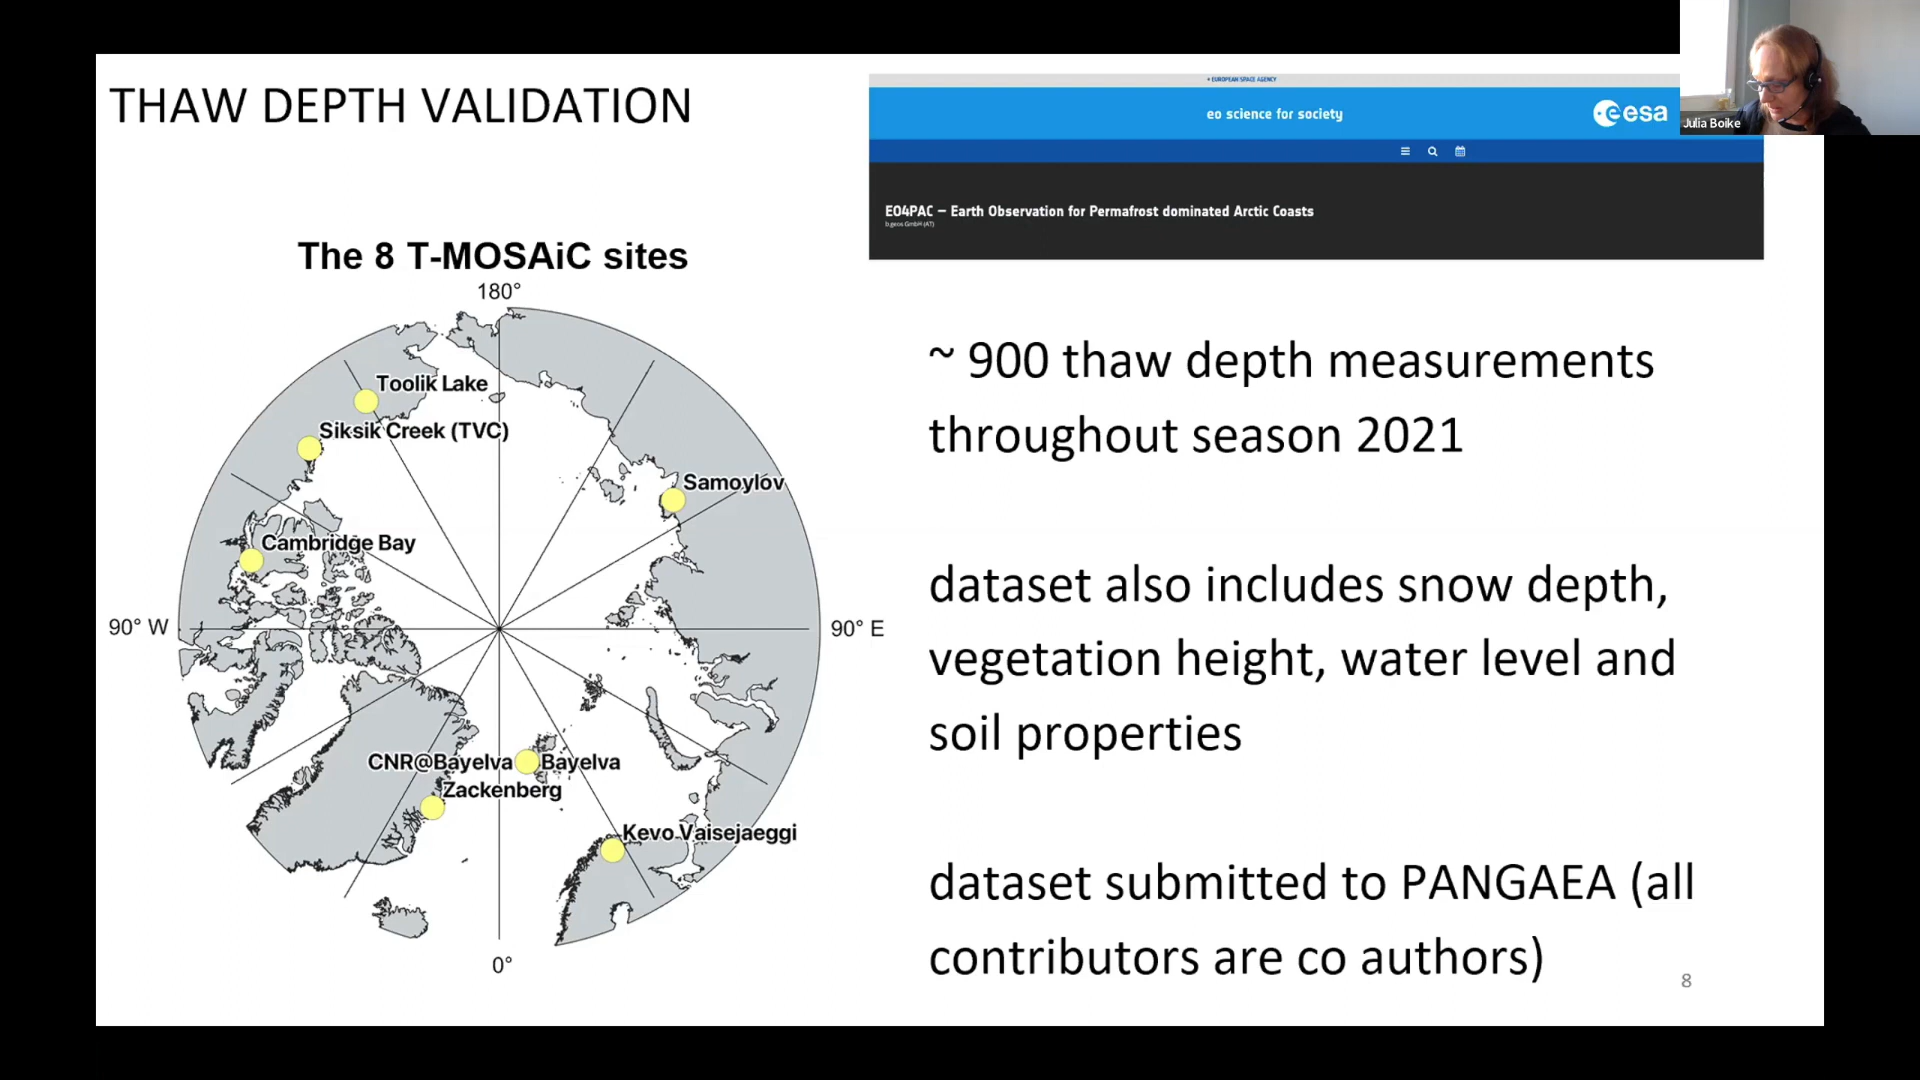 THAW DEPTH VALIDATION
EUROPEAN SPACE AGENCY
eo science for society
esa
Julia Boike
EO4PAC – Earth Observation for Permafrost dominated Arctic Coasts
b.geos GmbH (AT)
The 8 T-MOSAiC sites
180°
Toolik Lake
Siksik Creek (TVC)
Samoylov
Cambridge Bay
90° W
90° E
CNR@Bayelva
Bayelva
Zackenberg
Kevo Vaisejaeggi
0°
~ 900 thaw depth measurements
throughout season 2021
dataset also includes snow depth,
vegetation height, water level and
soil properties
dataset submitted to PANGAEA (all
contributors are co authors)
8